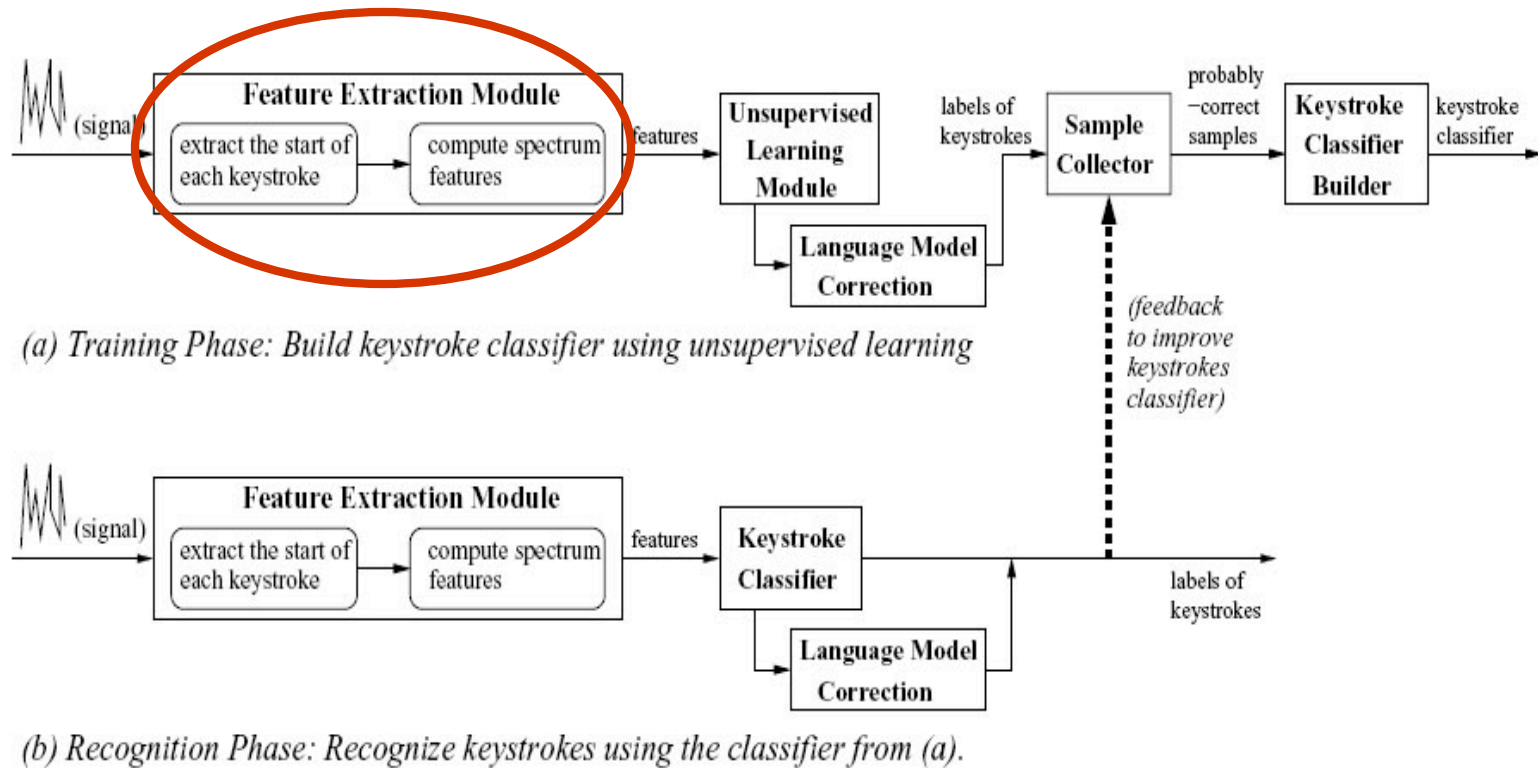 (signal)
Feature Extraction Module
extract the start of
each keystroke
compute spectrum
features
features
Unsupervised
Learning
Module
Language Model
Correction
labels of
keystrokes
Sample
Collector
probably
-correct
samples
Keystroke
Classifier
Builder
keystroke
classifier
(feedback
to improve
keystrokes
classifier)
(a) Training Phase: Build keystroke classifier using unsupervised learning
(signal)
Feature Extraction Module
extract the start of
each keystroke
compute spectrum
features
features
Keystroke
Classifier
Language Model
Correction
labels of
keystrokes
(b) Recognition Phase: Recognize keystrokes using the classifier from (a).